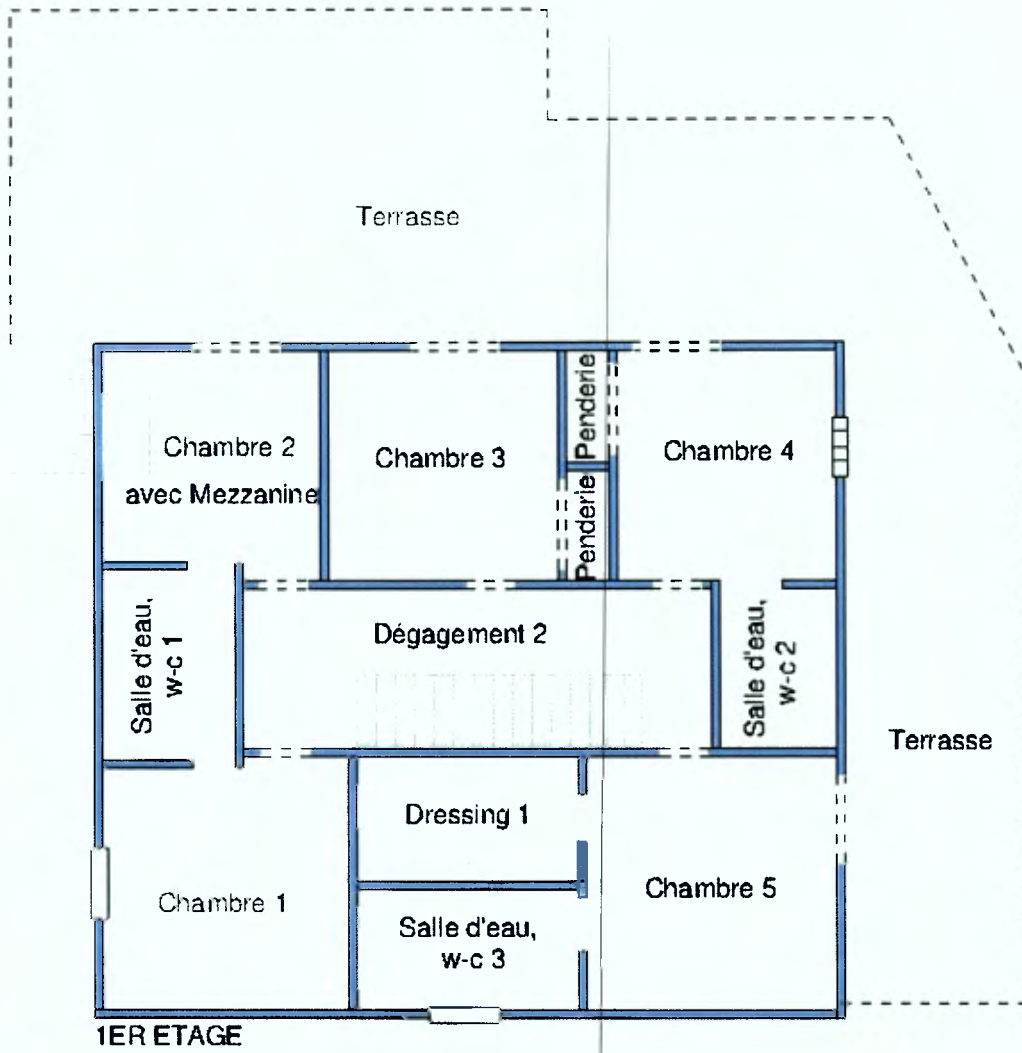 Terrasse
Penderie
Chambre 2
avec Mezzanine
Chambre 3
Chambre 4
Penderie
Salle d'eau,
w-c 1
Dégagement 2
Salle d'eau,
w-c 2
Terrasse
Dressing 1
Chambre 1
Chambre 5
Salle d'eau,
w-c 3
1ER ETAGE